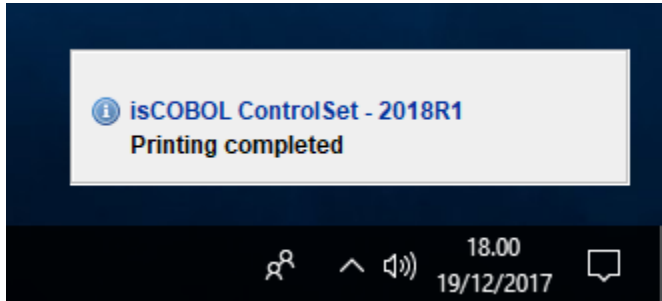 isCOBOL ControlSet - 2018R1
Printing completed
18.00
19/12/2017